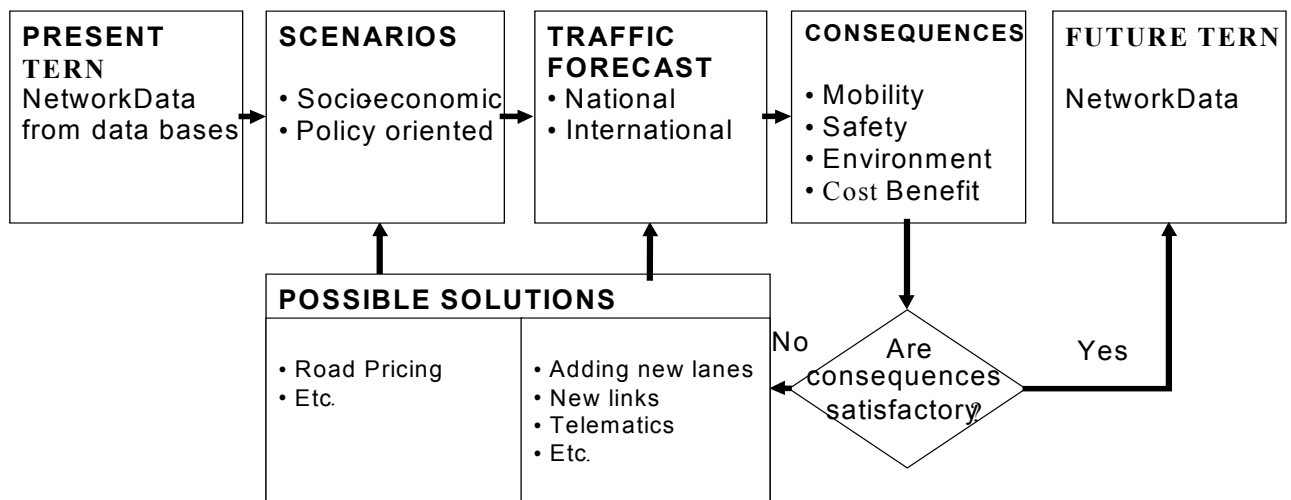 PRESENT
TERN
NetworkData
from data bases
SCENARIOS
• Socio-economic
• Policy oriented
TRAFFIC
FORECAST
• National
• International
CONSEQUENCES
• Mobility
• Safety
• Environment
• Cost Benefit
FUTURE TERN
NetworkData
POSSIBLE SOLUTIONS
• Road Pricing
• Etc.
• Adding new lanes
• New links
• Telematics
• Etc.
No
Are
consequences
satisfactory?
Yes